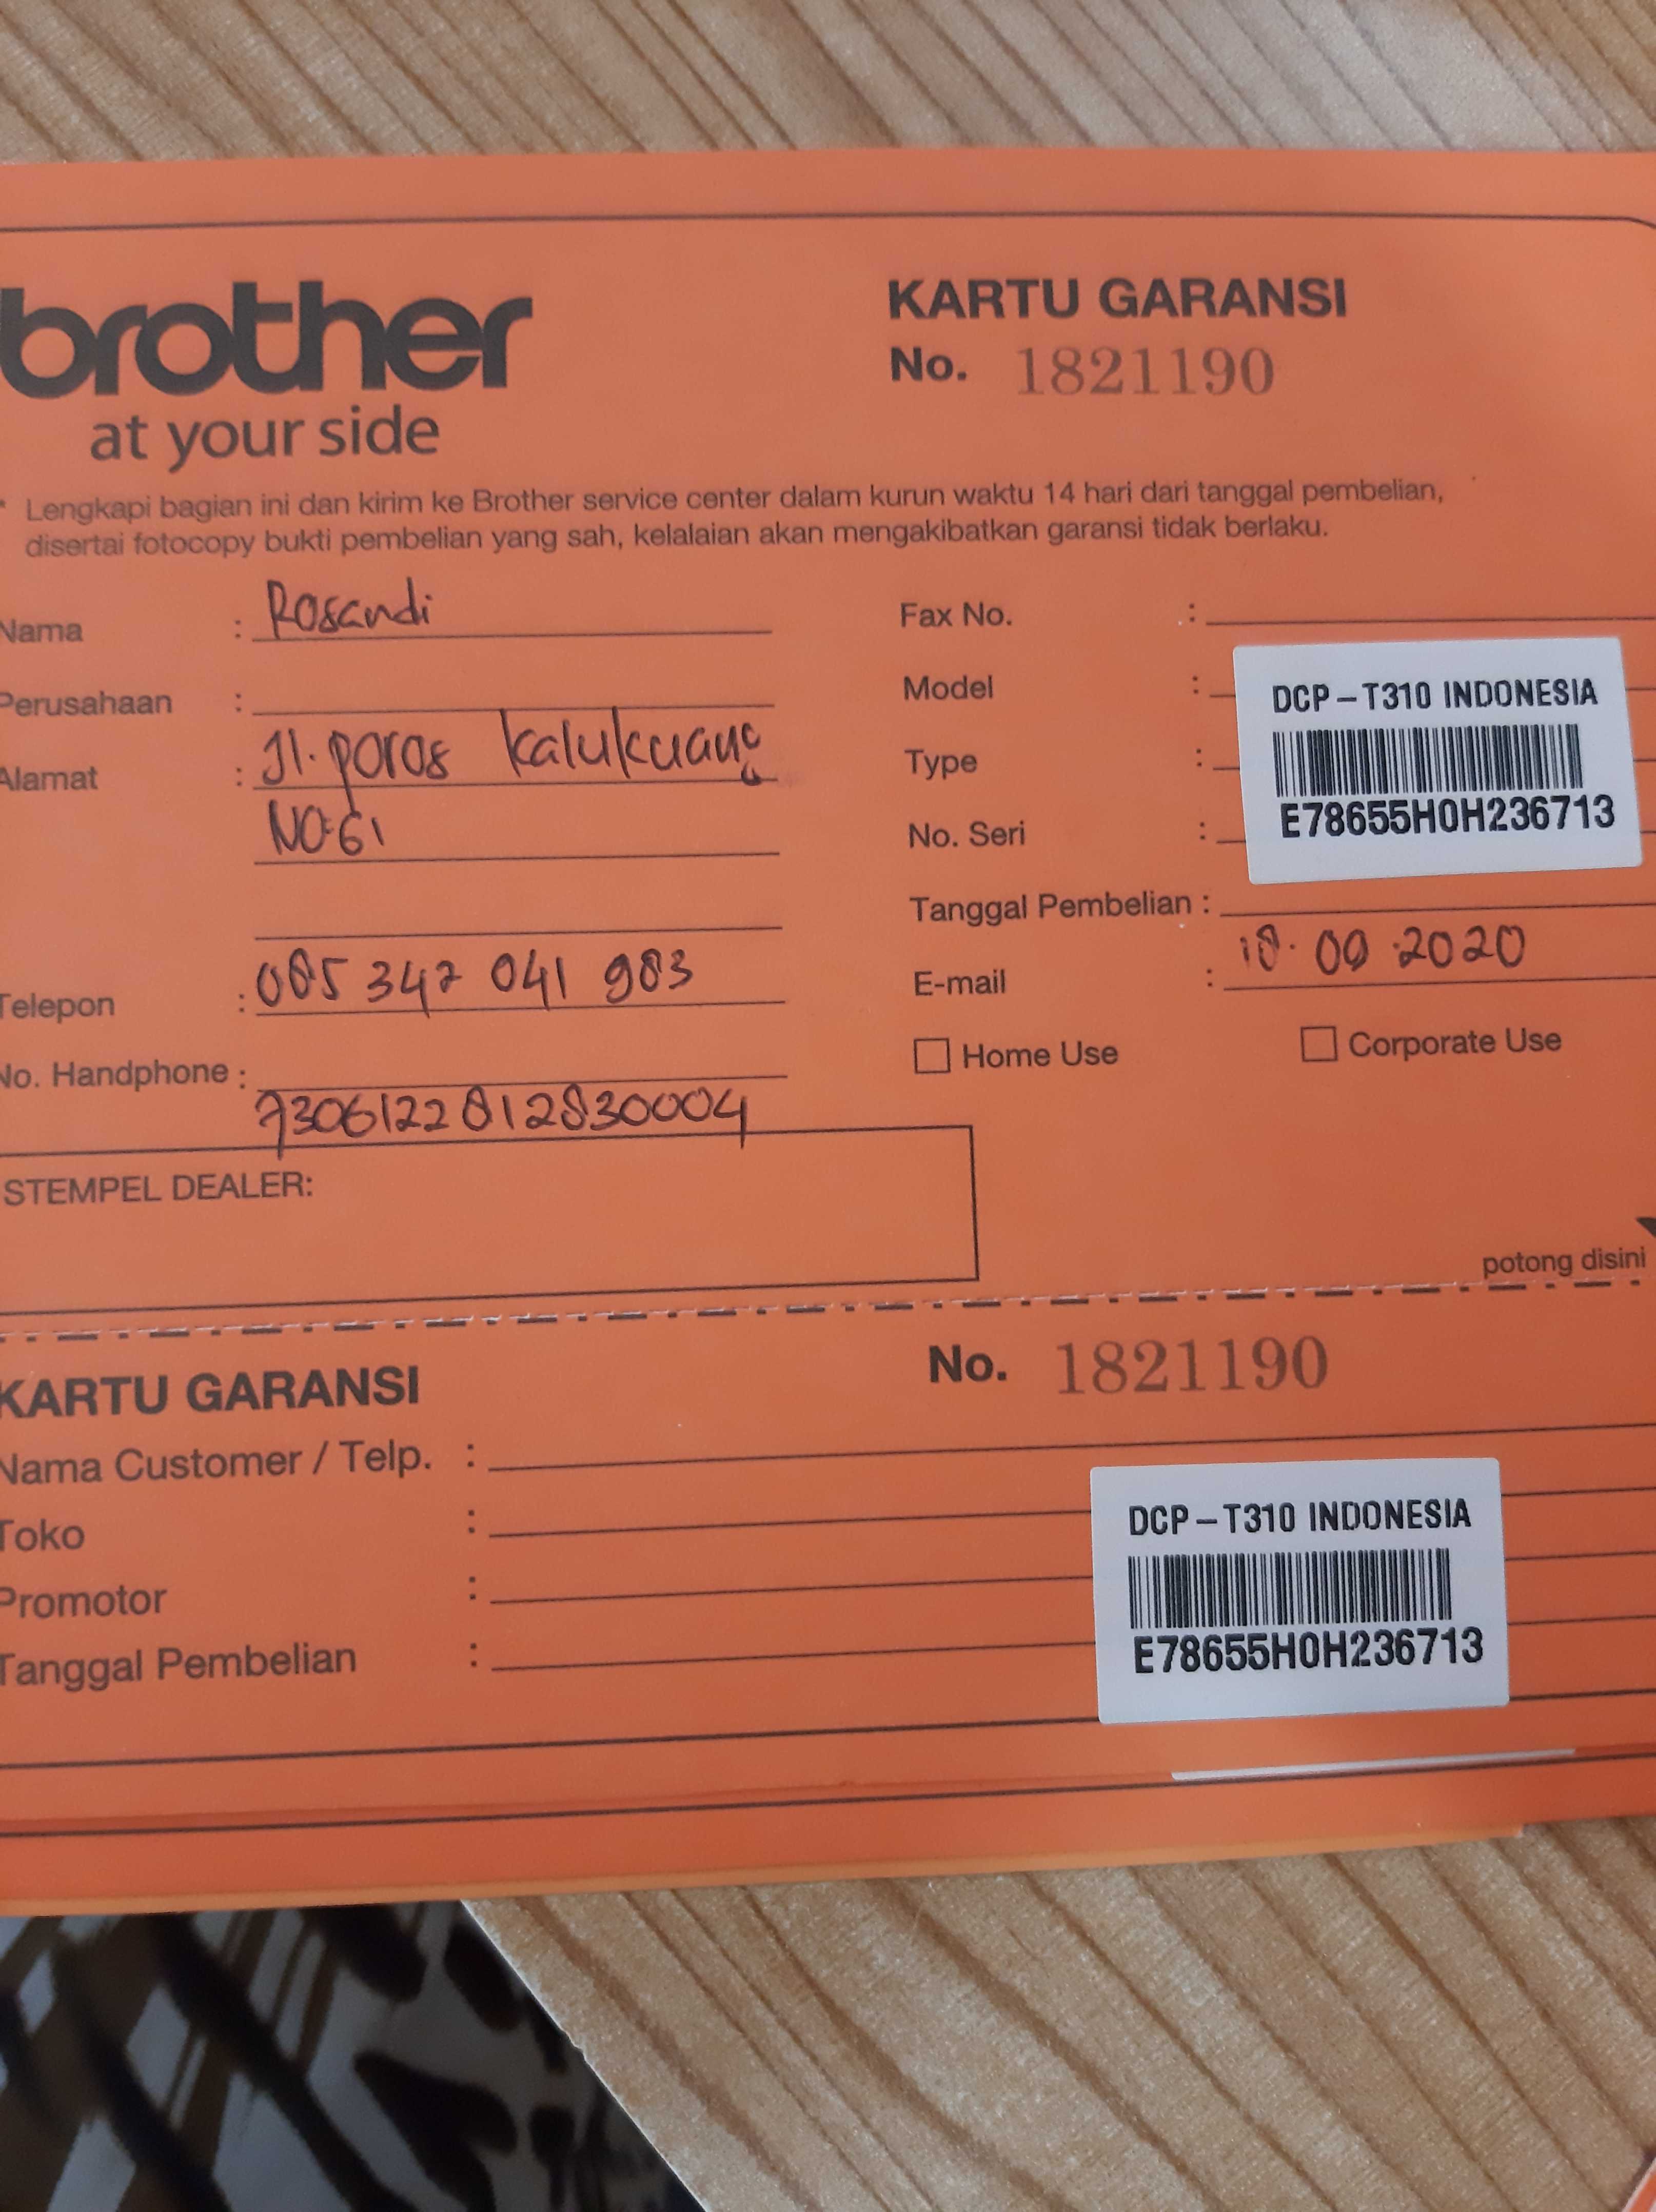 brother
at your side
KARTU GARANSI
No. 1821190
* Lengkapi bagian ini dan kirim ke Brother service center dalam kurun waktu 14 hari dari tanggal pembelian,
disertai fotocopy bukti pembelian yang sah, kelalaian akan mengakibatkan garansi tidak berlaku.
Nama : Rosandi
Perusahaan :
Alamat : Jl. poros kalukuang
NO:61
Telepon : 085 342 041 983
No. Handphone :
7306122812830004
Fax No. :
Model :
Type :
No. Seri :
DCP-T310 INDONESIA
E78655H0H236713
Tanggal Pembelian :
E-mail : 18.09.2020
Home Use Corporate Use
STEMPEL DEALER:
potong disini
KARTU GARANSI
No. 1821190
Nama Customer / Telp. :
Toko :
Promotor :
Tanggal Pembelian :
DCP-T310 INDONESIA
E78655H0H236713